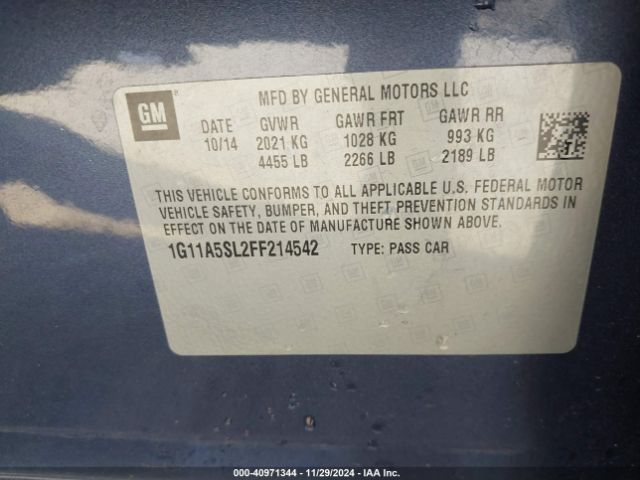 GM
MFD BY GENERAL MOTORS LLC
DATE GVWR GAWR FRT GAWR RR
10/14 2021 KG 1028 KG 993 KG
4455 LB 2266 LB 2189 LB
THIS VEHICLE CONFORMS TO ALL APPLICABLE U.S. FEDERAL MOTOR
VEHICLE SAFETY, BUMPER, AND THEFT PREVENTION STANDARDS IN
EFFECT ON THE DATE OF MANUFACTURE SHOWN ABOVE.
1G11A5SL2FF214542 TYPE: PASS CAR
000-40971344 - 11/29/2024 - IAA Inc.